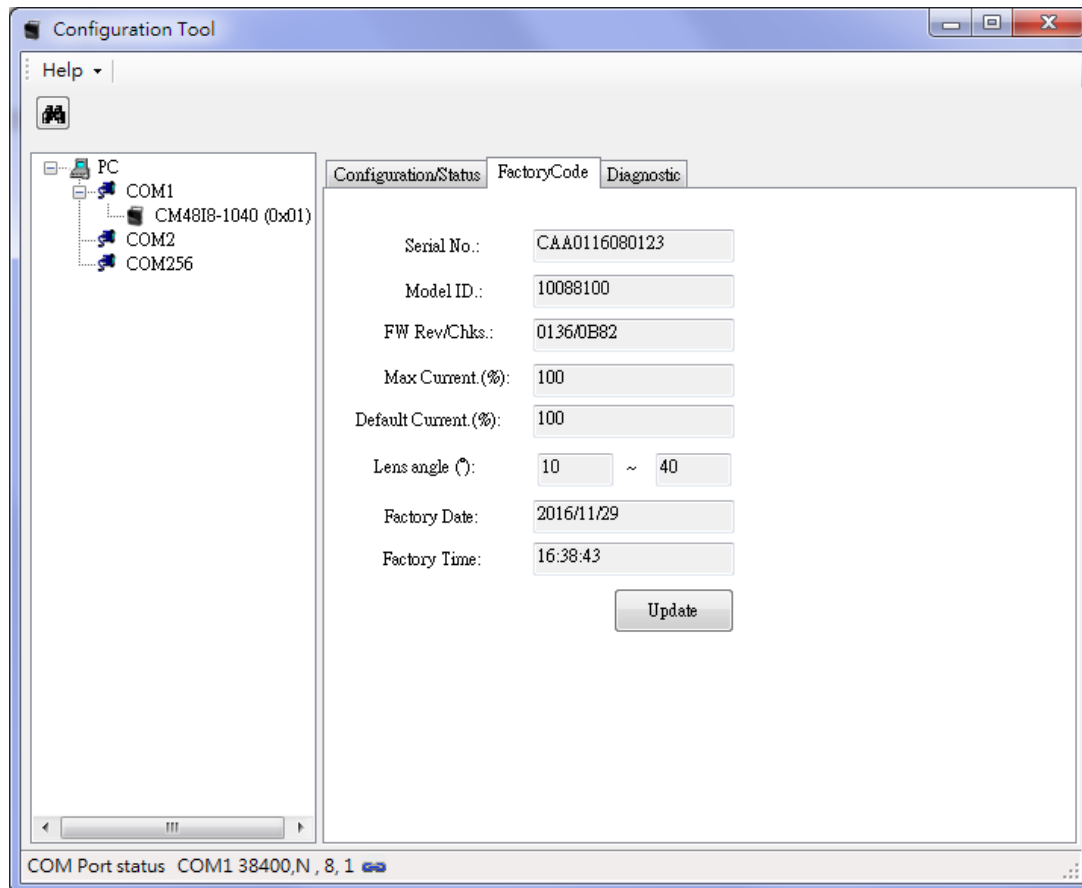 Configuration Tool
Help
PC
COM1
CM48I8-1040 (0x01)
COM2
COM256
Configuration/Status FactoryCode Diagnostic
Serial No.: CAA0116080123
Model ID.: 10088100
FW Rev/Chks.: 0136/0B82
Max Current.(%): 100
Default Current.(%): 100
Lens angle (°): 10 ~ 40
Factory Date: 2016/11/29
Factory Time: 16:38:43
Update
COM Port status COM1 38400,N , 8, 1